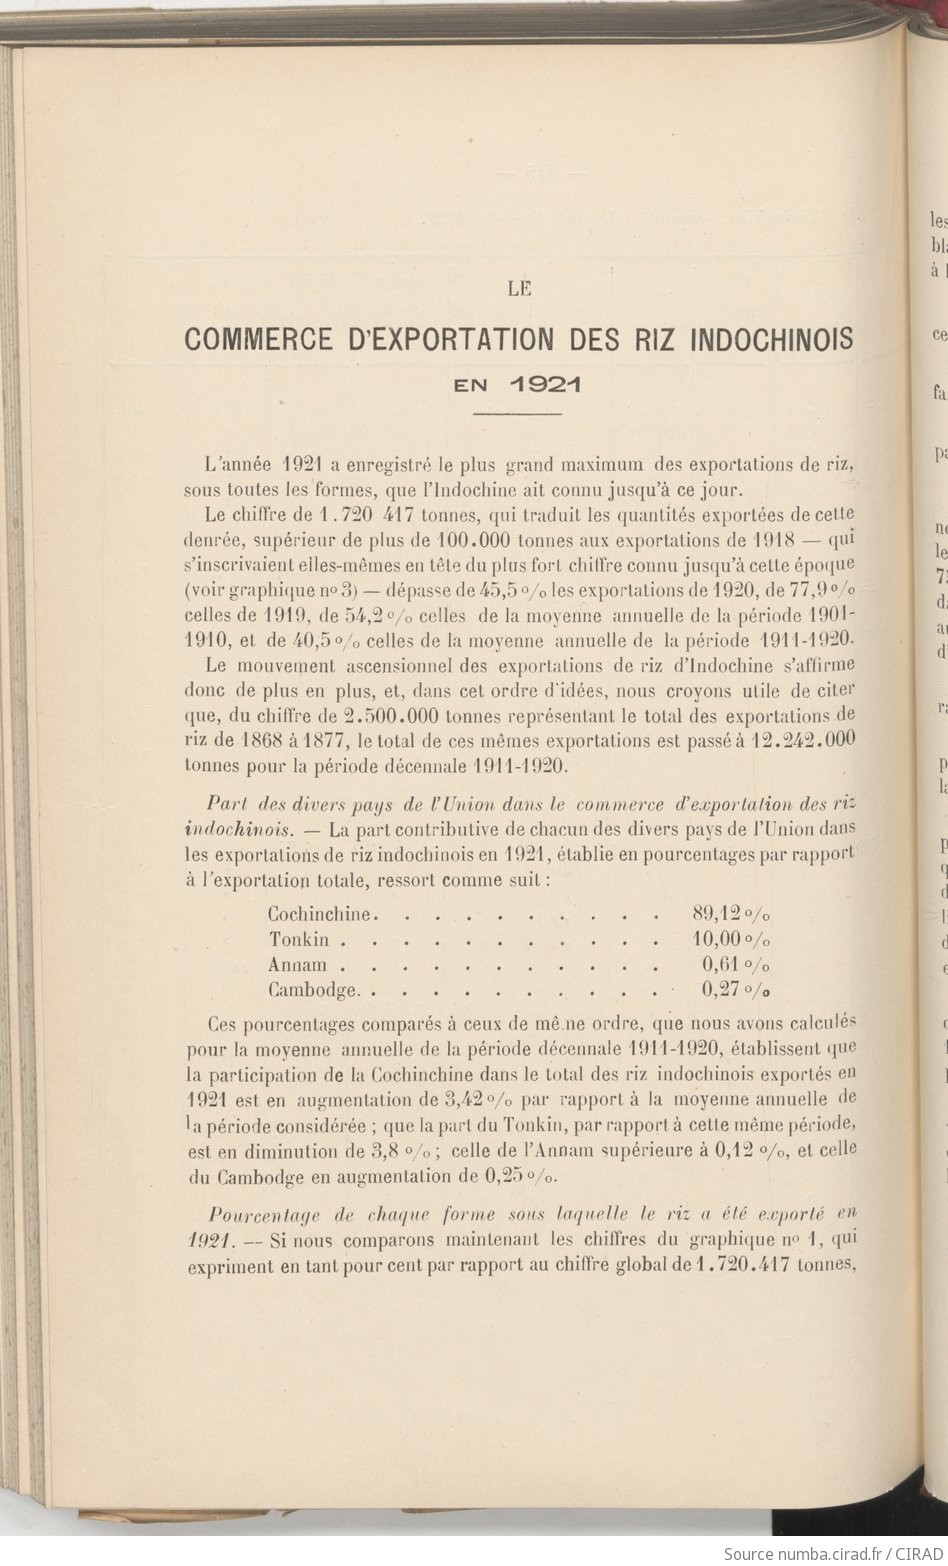 LE
COMMERCE D'EXPORTATION DES RIZ INDOCHINOIS
EN 1921
L'année 1921 a enregistré le plus grand maximum des exportations de riz,
sous toutes les formes, que l'Indochine ait connu jusqu'à ce jour.
Le chiffre de 1.720 417 tonnes, qui traduit les quantités exportées de cette
denrée, supérieur de plus de 100.000 tonnes aux exportations de 1918 — qui
s'inscrivaient elles-mêmes en tête du plus fort chiffre connu jusqu'à cette époque
(voir graphique nº 3) — dépasse de 45,5 % les exportations de 1920, de 77,9 %
celles de 1919, de 54,2 % celles de la moyenne annuelle de la période 1901-
1910, et de 40,5 % celles de la moyenne annuelle de la période 1911-1920.
Le mouvement ascensionnel des exportations de riz d'Indochine s'affirme
donc de plus en plus, et, dans cet ordre d'idées, nous croyons utile de citer
que, du chiffre de 2.500.000 tonnes représentant le total des exportations de
riz de 1868 à 1877, le total de ces mêmes exportations est passé à 12.242.000
tonnes pour la période décennale 1911-1920.
Part des divers pays de l'Union dans le commerce d'exportation des riz
indochinois. — La part contributive de chacun des divers pays de l'Union dans
les exportations de riz indochinois en 1921, établie en pourcentages par rapport
à l'exportation totale, ressort comme suit :
Cochinchine. . . . . . . . . . 89,12 %
Tonkin . . . . . . . . . . . 10,00 %
Annam . . . . . . . . . . . 0,61 %
Cambodge. . . . . . . . . . . 0,27 %
Ces pourcentages comparés à ceux de mê.ne ordre, que nous avons calculés
pour la moyenne annuelle de la période décennale 1911-1920, établissent que
la participation de la Cochinchine dans le total des riz indochinois exportés en
1921 est en augmentation de 3,42 % par rapport à la moyenne annuelle de
la période considérée ; que la part du Tonkin, par rapport à cette même période,
est en diminution de 3,8 % ; celle de l'Annam supérieure à 0,12 %, et celle
du Cambodge en augmentation de 0,25 %.
Pourcentage de chaque forme sous laquelle le riz a été exporté en
1921. — Si nous comparons maintenant les chiffres du graphique nº 1, qui
expriment en tant pour cent par rapport au chiffre global de 1.720.417 tonnes,
Source numba.cirad.fr / CIRAD